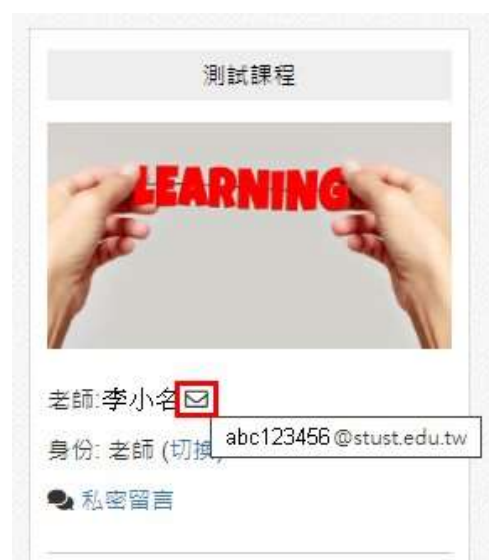 測試課程
LEARNING
老師:李小名
abc123456@stust.edu.tw
身份: 老師 (切換)
私密留言